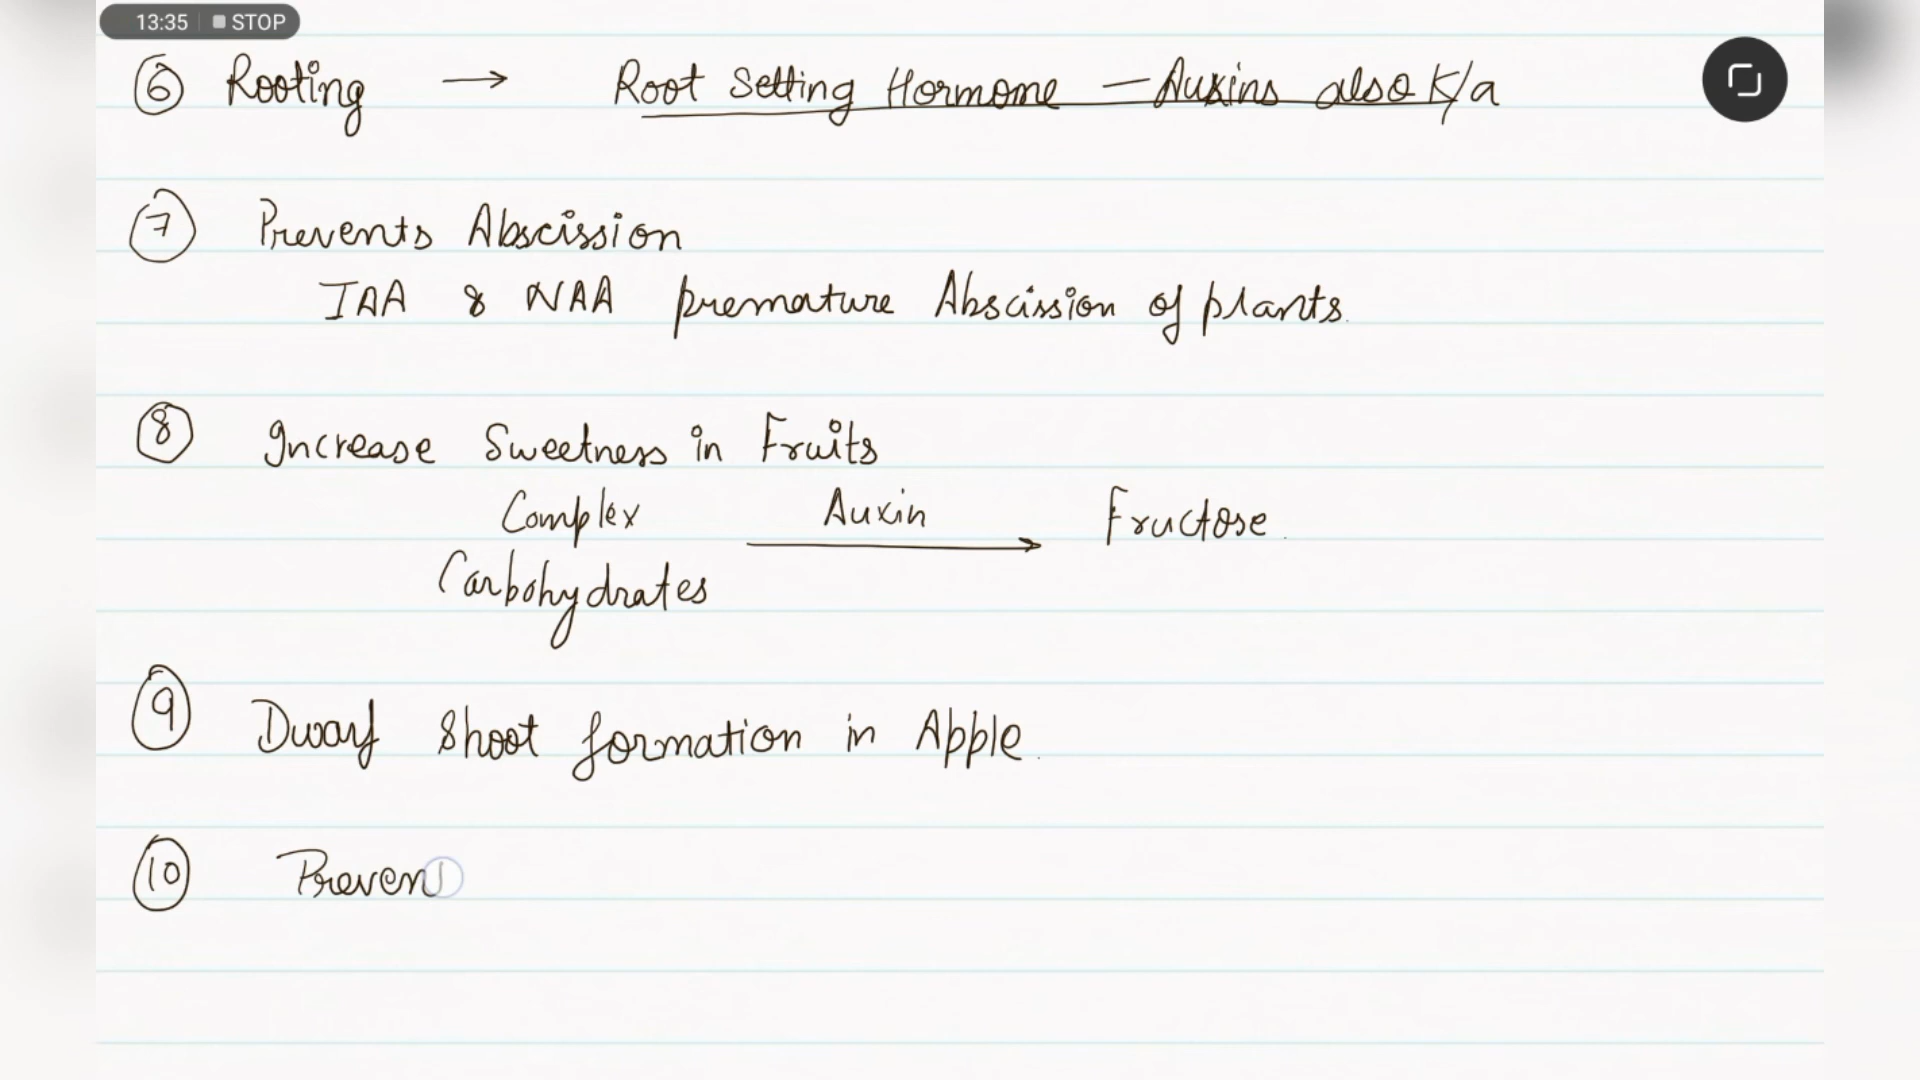 13:35 STOP
6 Rooting → Root Setting Hormone — Auxins also K/a
7 Prevents Abscission
IAA & NAA premature Abscission of plants.
8 Increase Sweetness in Fruits
Complex Auxin → Fructose.
Carbohydrates
9 Dwarf Shoot formation in Apple.
10 Preven